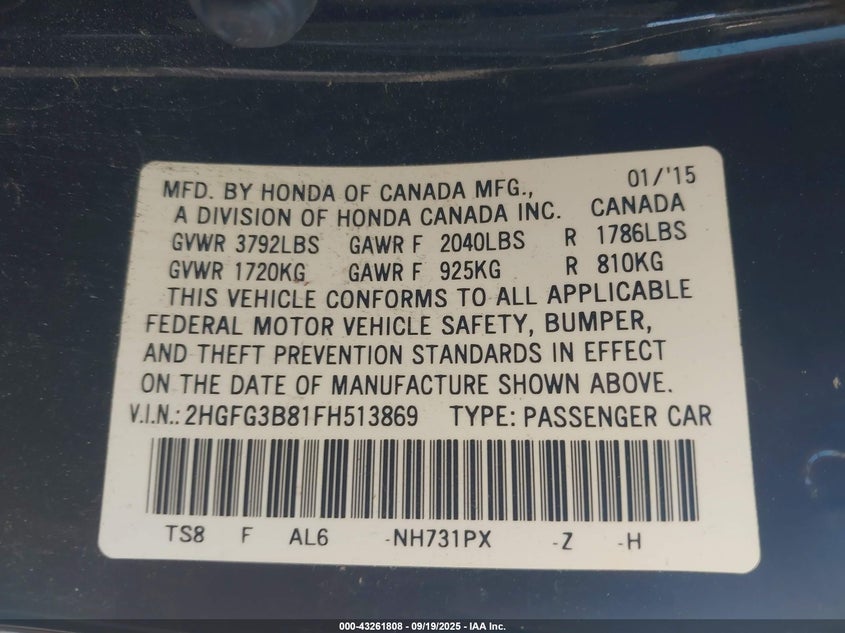 MFD. BY HONDA OF CANADA MFG., 01/'15
A DIVISION OF HONDA CANADA INC. CANADA
GVWR 3792LBS GAWR F 2040LBS R 1786LBS
GVWR 1720KG GAWR F 925KG R 810KG
THIS VEHICLE CONFORMS TO ALL APPLICABLE
FEDERAL MOTOR VEHICLE SAFETY, BUMPER,
AND THEFT PREVENTION STANDARDS IN EFFECT
ON THE DATE OF MANUFACTURE SHOWN ABOVE.
V.I.N.: 2HGFG3B81FH513869 TYPE: PASSENGER CAR
TS8 F AL6 -NH731PX -Z -H
000-43261808 - 09/19/2025 - IAA Inc.